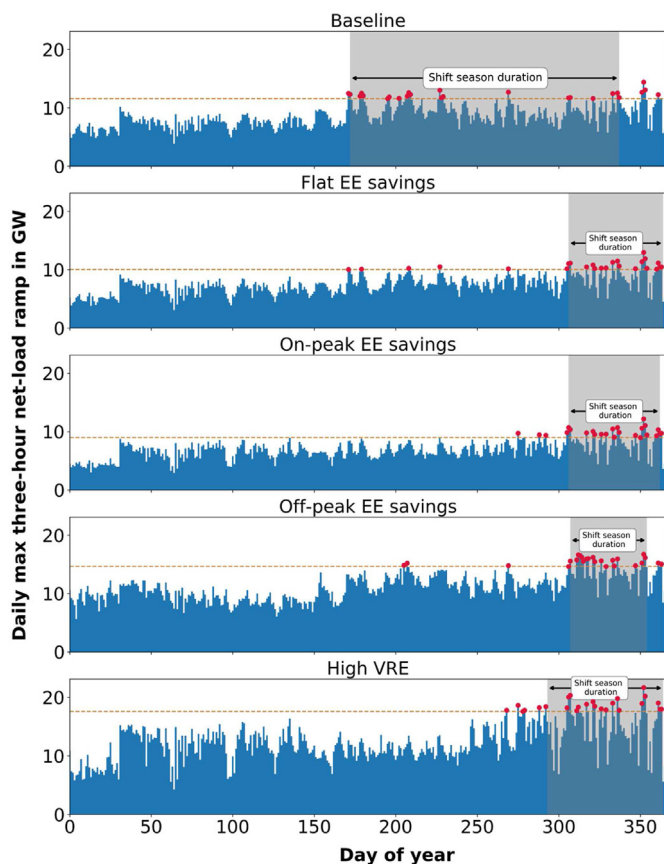 Baseline
20
Shift season duration
10
0
Flat EE savings
20
Shift season
duration
10
0
On-peak EE savings
20
Shift season
duration
10
0
Off-peak EE savings
20
Shift season
duration
10
0
High VRE
20
Shift season
duration
10
0
0 50 100 150 200 250 300 350
Day of year
Daily max three-hour net-load ramp in GW